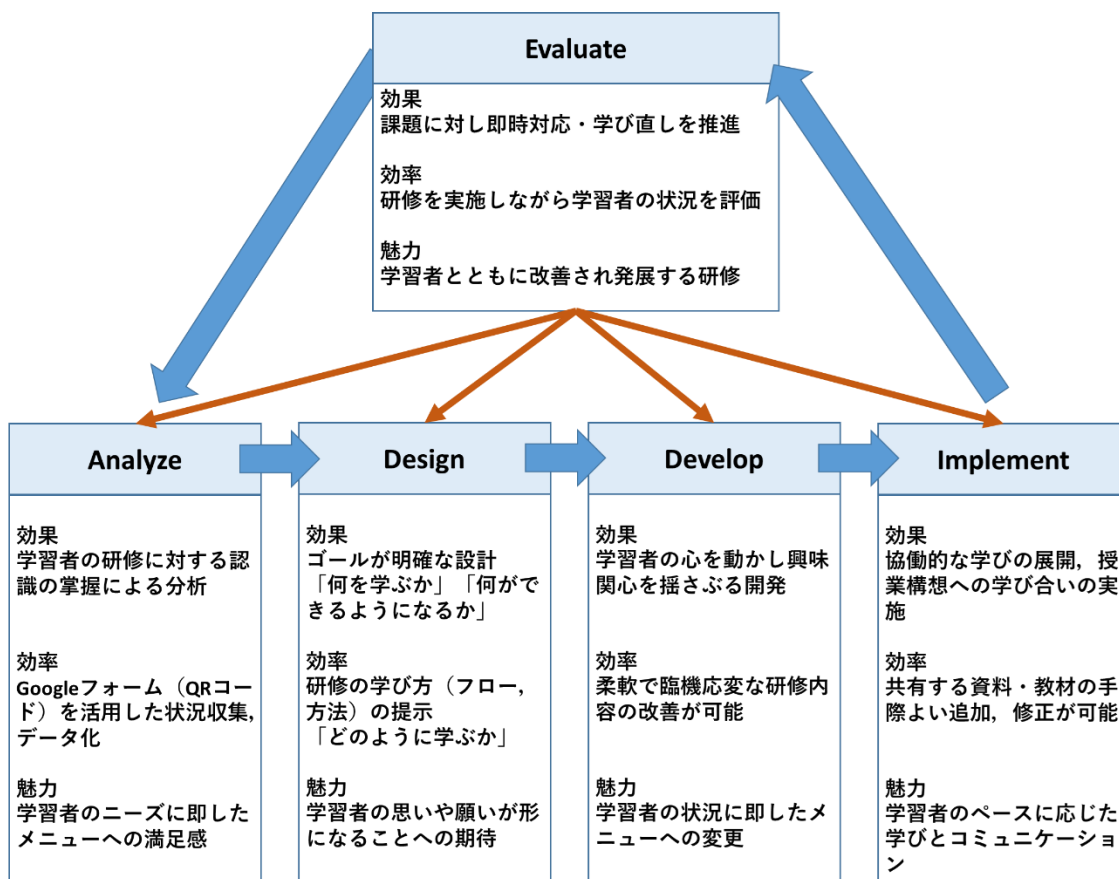 Evaluate
効果
課題に対し即時対応・学び直しを推進
効率
研修を実施しながら学習者の状況を評価
魅力
学習者とともに改善され発展する研修
Analyze
効果
学習者の研修に対する認
識の掌握による分析
効率
Googleフォーム（QRコー
ド）を活用した状況収集,
データ化
魅力
学習者のニーズに即した
メニューへの満足感
Design
効果
ゴールが明確な設計
「何を学ぶか」「何がで
きるようになるか」
効率
研修の学び方（フロー,
方法）の提示
「どのように学ぶか」
魅力
学習者の思いや願いが形
になることへの期待
Develop
効果
学習者の心を動かし興味
関心を揺さぶる開発
効率
柔軟で臨機応変な研修内
容の改善が可能
魅力
学習者の状況に即したメ
ニューへの変更
Implement
効果
協働的な学びの展開，授
業構想への学び合いの実
施
効率
共有する資料・教材の手
際よい追加，修正が可能
魅力
学習者のペースに応じた
学びとコミュニケーショ
ン